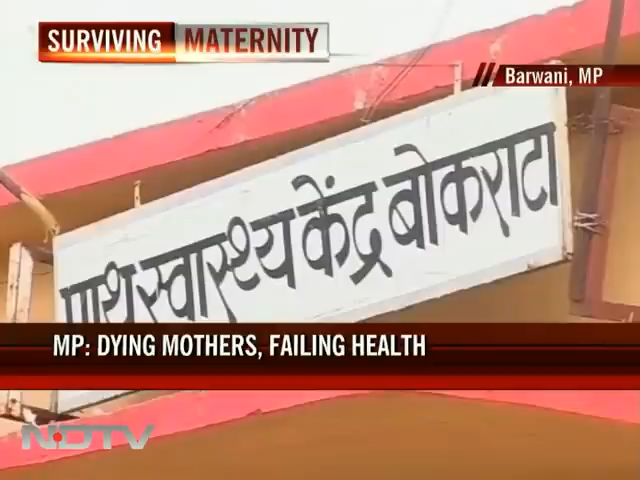 SURVIVING MATERNITY
Barwani, MP
स्वास्थ्य केंद्र बोकराटा
MP: DYING MOTHERS, FAILING HEALTH
NDTV